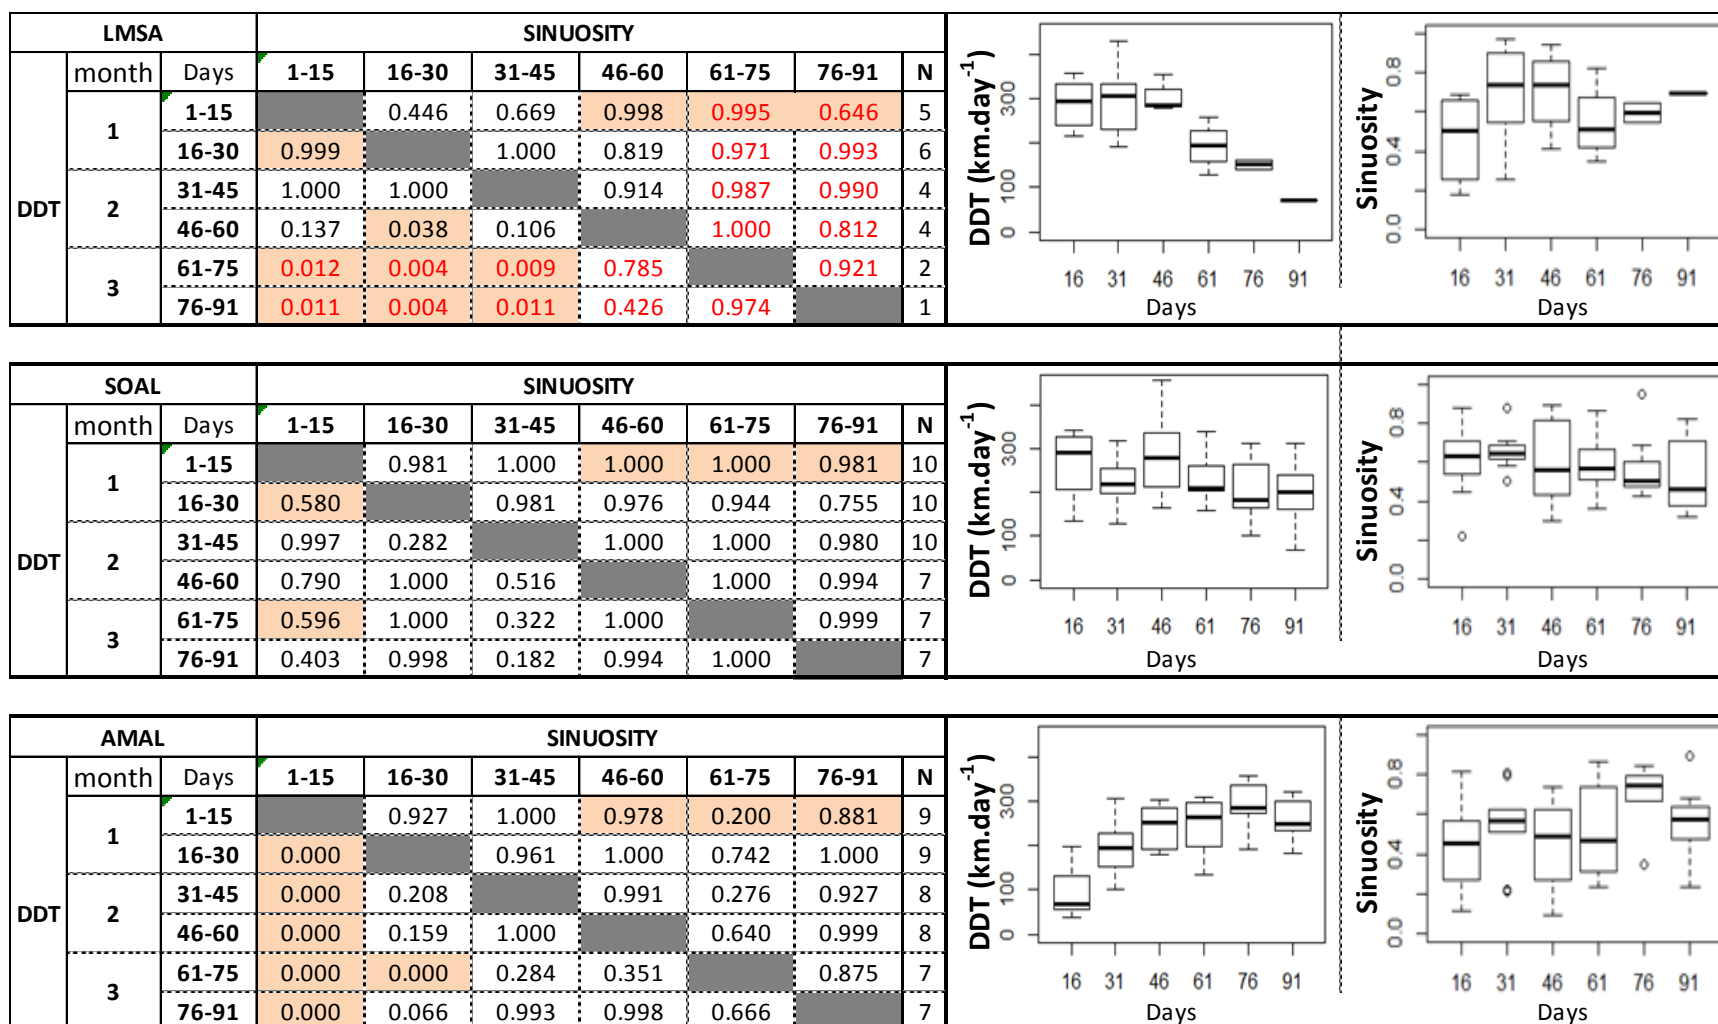 LMSA SINUOSITY
month Days 1-15 16-30 31-45 46-60 61-75 76-91 N
DDT 1 1-15 0.446 0.669 0.998 0.995 0.646 5
16-30 0.999 1.000 0.819 0.971 0.993 6
2 31-45 1.000 1.000 0.914 0.987 0.990 4
46-60 0.137 0.038 0.106 1.000 0.812 4
3 61-75 0.012 0.004 0.009 0.785 0.921 2
76-91 0.011 0.004 0.011 0.426 0.974 1
DDT (km.day-1)
0 100 300
16 31 46 61 76 91
Days
Sinuosity
0.0 0.4 0.8
16 31 46 61 76 91
Days
SOAL SINUOSITY
month Days 1-15 16-30 31-45 46-60 61-75 76-91 N
DDT 1 1-15 0.981 1.000 1.000 1.000 0.981 10
16-30 0.580 0.981 0.976 0.944 0.755 10
2 31-45 0.997 0.282 1.000 1.000 0.980 10
46-60 0.790 1.000 0.516 1.000 0.994 7
3 61-75 0.596 1.000 0.322 1.000 0.999 7
76-91 0.403 0.998 0.182 0.994 1.000 7
DDT (km.day-1)
0 100 300
16 31 46 61 76 91
Days
Sinuosity
0.0 0.4 0.8
16 31 46 61 76 91
Days
AMAL SINUOSITY
month Days 1-15 16-30 31-45 46-60 61-75 76-91 N
DDT 1 1-15 0.927 1.000 0.978 0.200 0.881 9
16-30 0.000 0.961 1.000 0.742 1.000 9
2 31-45 0.000 0.208 0.991 0.276 0.927 8
46-60 0.000 0.159 1.000 0.640 0.999 8
3 61-75 0.000 0.000 0.284 0.351 0.875 7
76-91 0.000 0.066 0.993 0.998 0.666 7
DDT (km.day-1)
0 100 300
16 31 46 61 76 91
Days
Sinuosity
0.0 0.4 0.8
16 31 46 61 76 91
Days